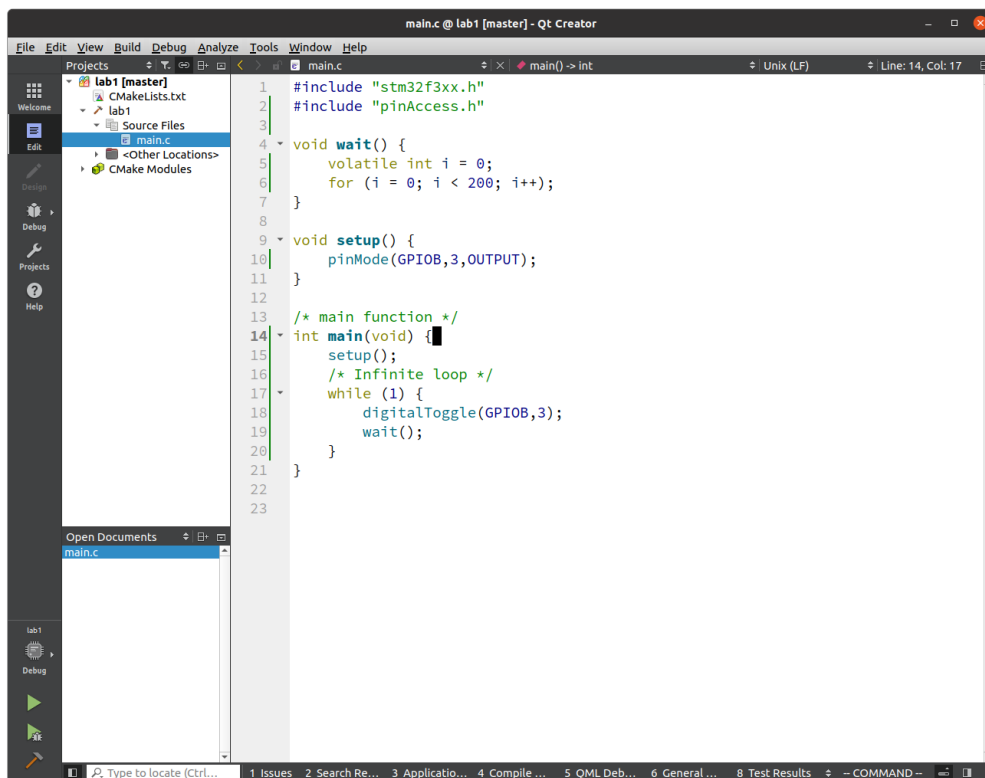 main.c @ lab1 [master] - Qt Creator
File Edit View Build Debug Analyze Tools Window Help
Projects
main.c
main() -> int
Unix (LF)
Line: 14, Col: 17
Welcome
Edit
Design
Debug
Projects
Help
lab1 [master]
CMakeLists.txt
lab1
Source Files
main.c
<Other Locations>
CMake Modules
1 #include "stm32f3xx.h"
2 #include "pinAccess.h"
3
4 void wait() {
5 volatile int i = 0;
6 for (i = 0; i < 200; i++);
7 }
8
9 void setup() {
10 pinMode(GPIOB,3,OUTPUT);
11 }
12
13 /* main function */
14 int main(void) {
15 setup();
16 /* Infinite loop */
17 while (1) {
18 digitalToggle(GPIOB,3);
19 wait();
20 }
21 }
22
23
Open Documents
main.c
lab1
Debug
Type to locate (Ctrl...
1 Issues 2 Search Re... 3 Applicatio... 4 Compile ... 5 QML Deb... 6 General ... 8 Test Results -- COMMAND --